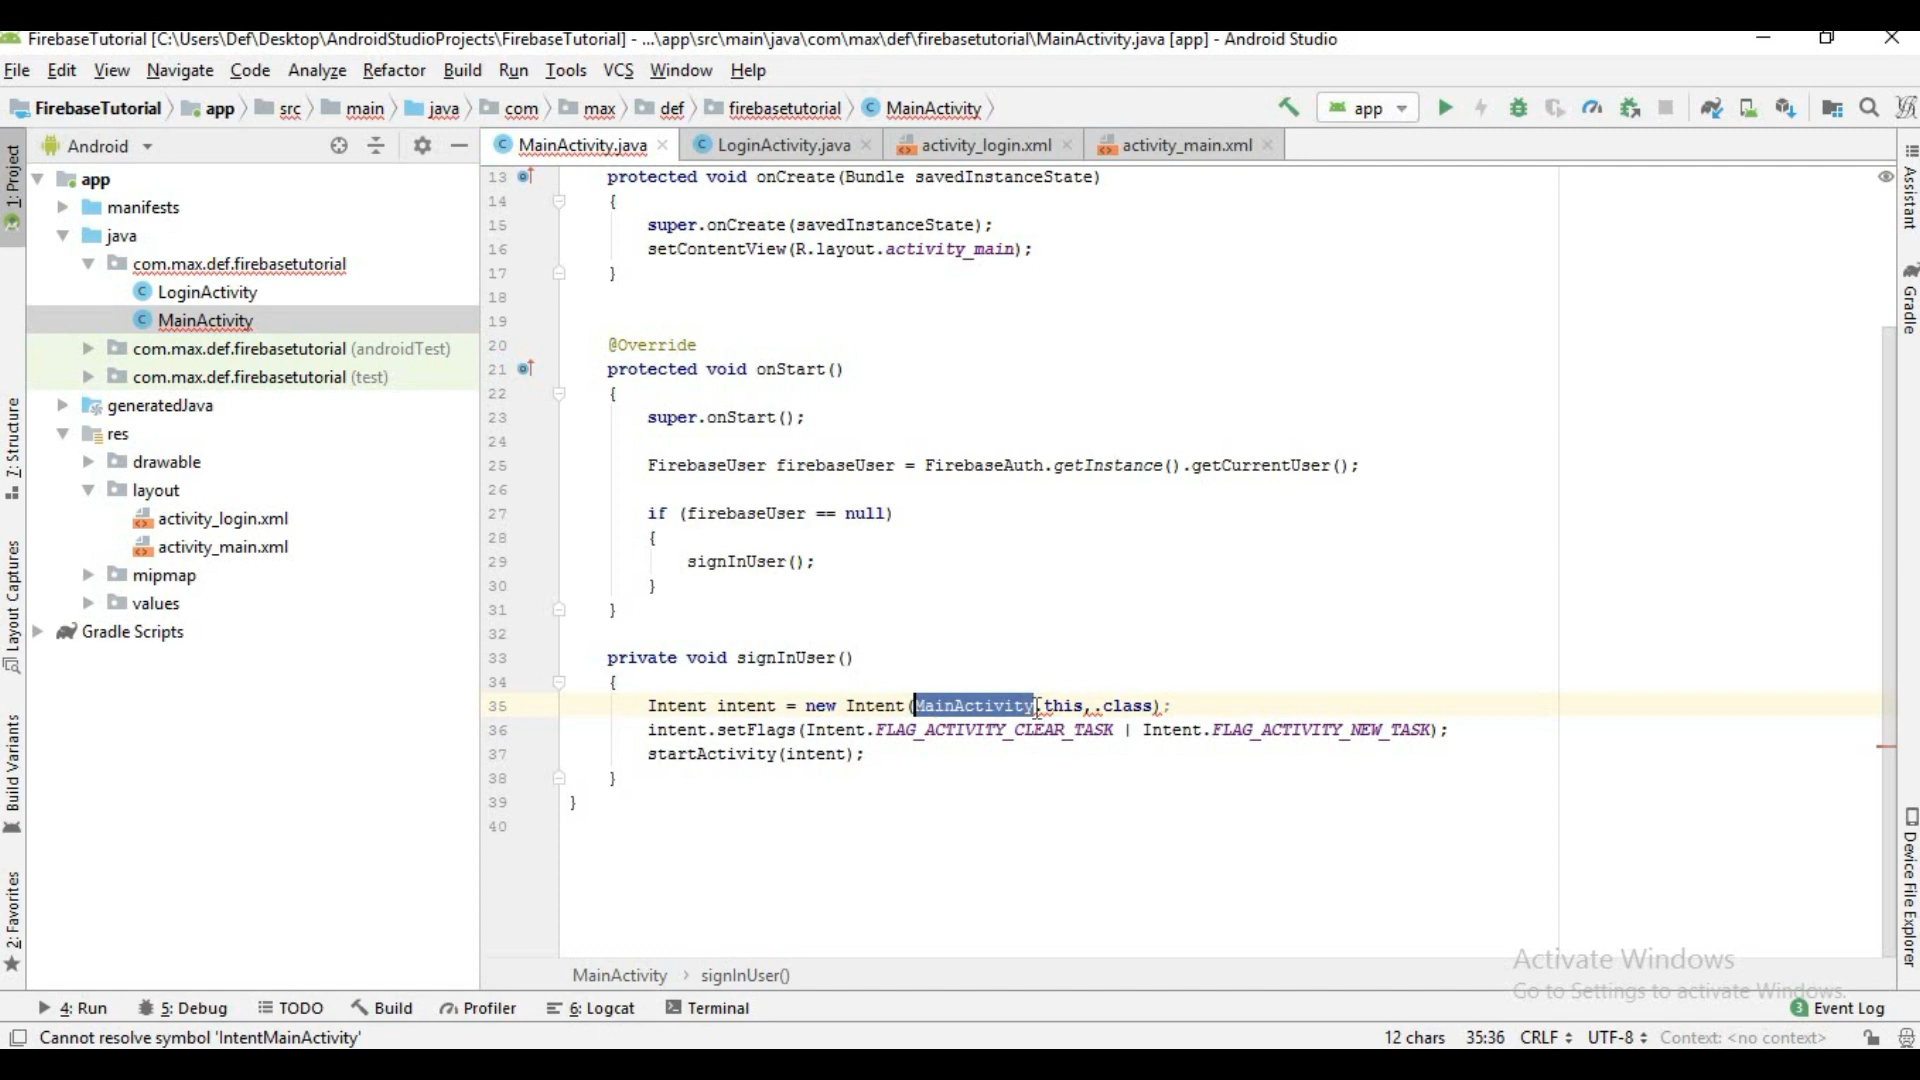 FirebaseTutorial [C:\Users\Def\Desktop\AndroidStudioProjects\FirebaseTutorial] - ...\app\src\main\java\com\max\def\firebasetutorial\MainActivity.java [app] - Android Studio
File Edit View Navigate Code Analyze Refactor Build Run Tools VCS Window Help
FirebaseTutorial app src main java com max def firebasetutorial MainActivity app
Android
MainActivity.java LoginActivity.java activity_login.xml activity_main.xml
1: Project
7: Structure
Layout Captures
Build Variants
2: Favorites
app
manifests
java
com.max.def.firebasetutorial
LoginActivity
MainActivity
com.max.def.firebasetutorial (androidTest)
com.max.def.firebasetutorial (test)
generatedJava
res
drawable
layout
activity_login.xml
activity_main.xml
mipmap
values
Gradle Scripts
13 protected void onCreate(Bundle savedInstanceState)
14 {
15 super.onCreate(savedInstanceState);
16 setContentView(R.layout.activity_main);
17 }
18
19
20 @Override
21 protected void onStart()
22 {
23 super.onStart();
24
25 FirebaseUser firebaseUser = FirebaseAuth.getInstance().getCurrentUser();
26
27 if (firebaseUser == null)
28 {
29 signInUser();
30 }
31 }
32
33 private void signInUser()
34 {
35 Intent intent = new Intent(MainActivity.this,.class);
36 intent.setFlags(Intent.FLAG_ACTIVITY_CLEAR_TASK | Intent.FLAG_ACTIVITY_NEW_TASK);
37 startActivity(intent);
38 }
39 }
40
Assistant
Gradle
Device File Explorer
Activate Windows
Go to Settings to activate Windows.
MainActivity signInUser()
4: Run 5: Debug TODO Build Profiler 6: Logcat Terminal 3 Event Log
Cannot resolve symbol 'IntentMainActivity' 12 chars 35:36 CRLF UTF-8 Context: <no context>